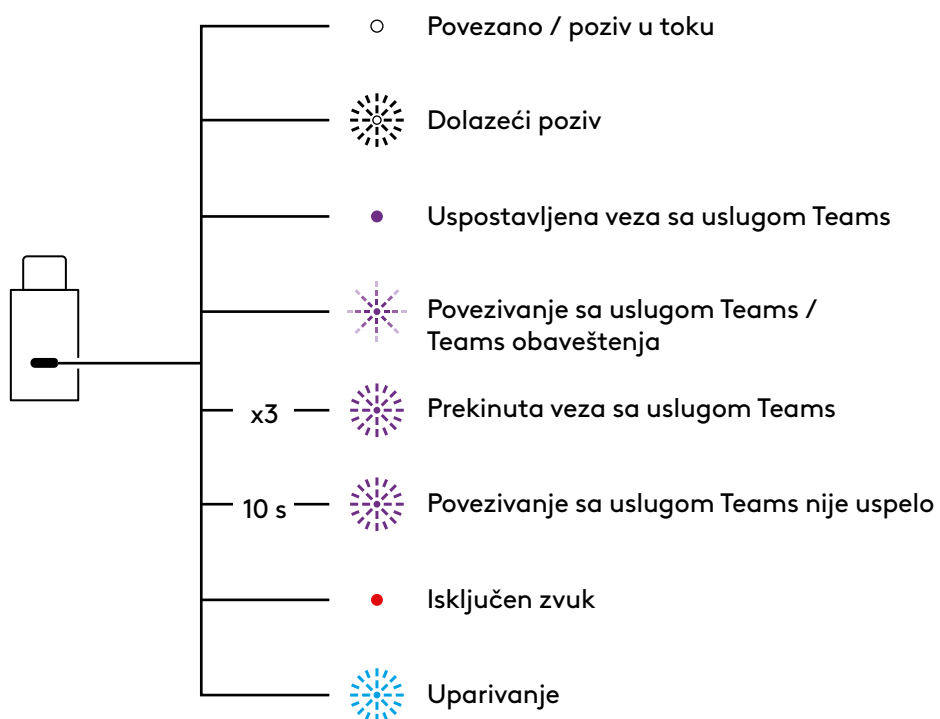 Povezano / poziv u toku
Dolazeći poziv
Uspostavljena veza sa uslugom Teams
Povezivanje sa uslugom Teams /
Teams obaveštenja
x3 Prekinuta veza sa uslugom Teams
10 s Povezivanje sa uslugom Teams nije uspelo
Isključen zvuk
Uparivanje